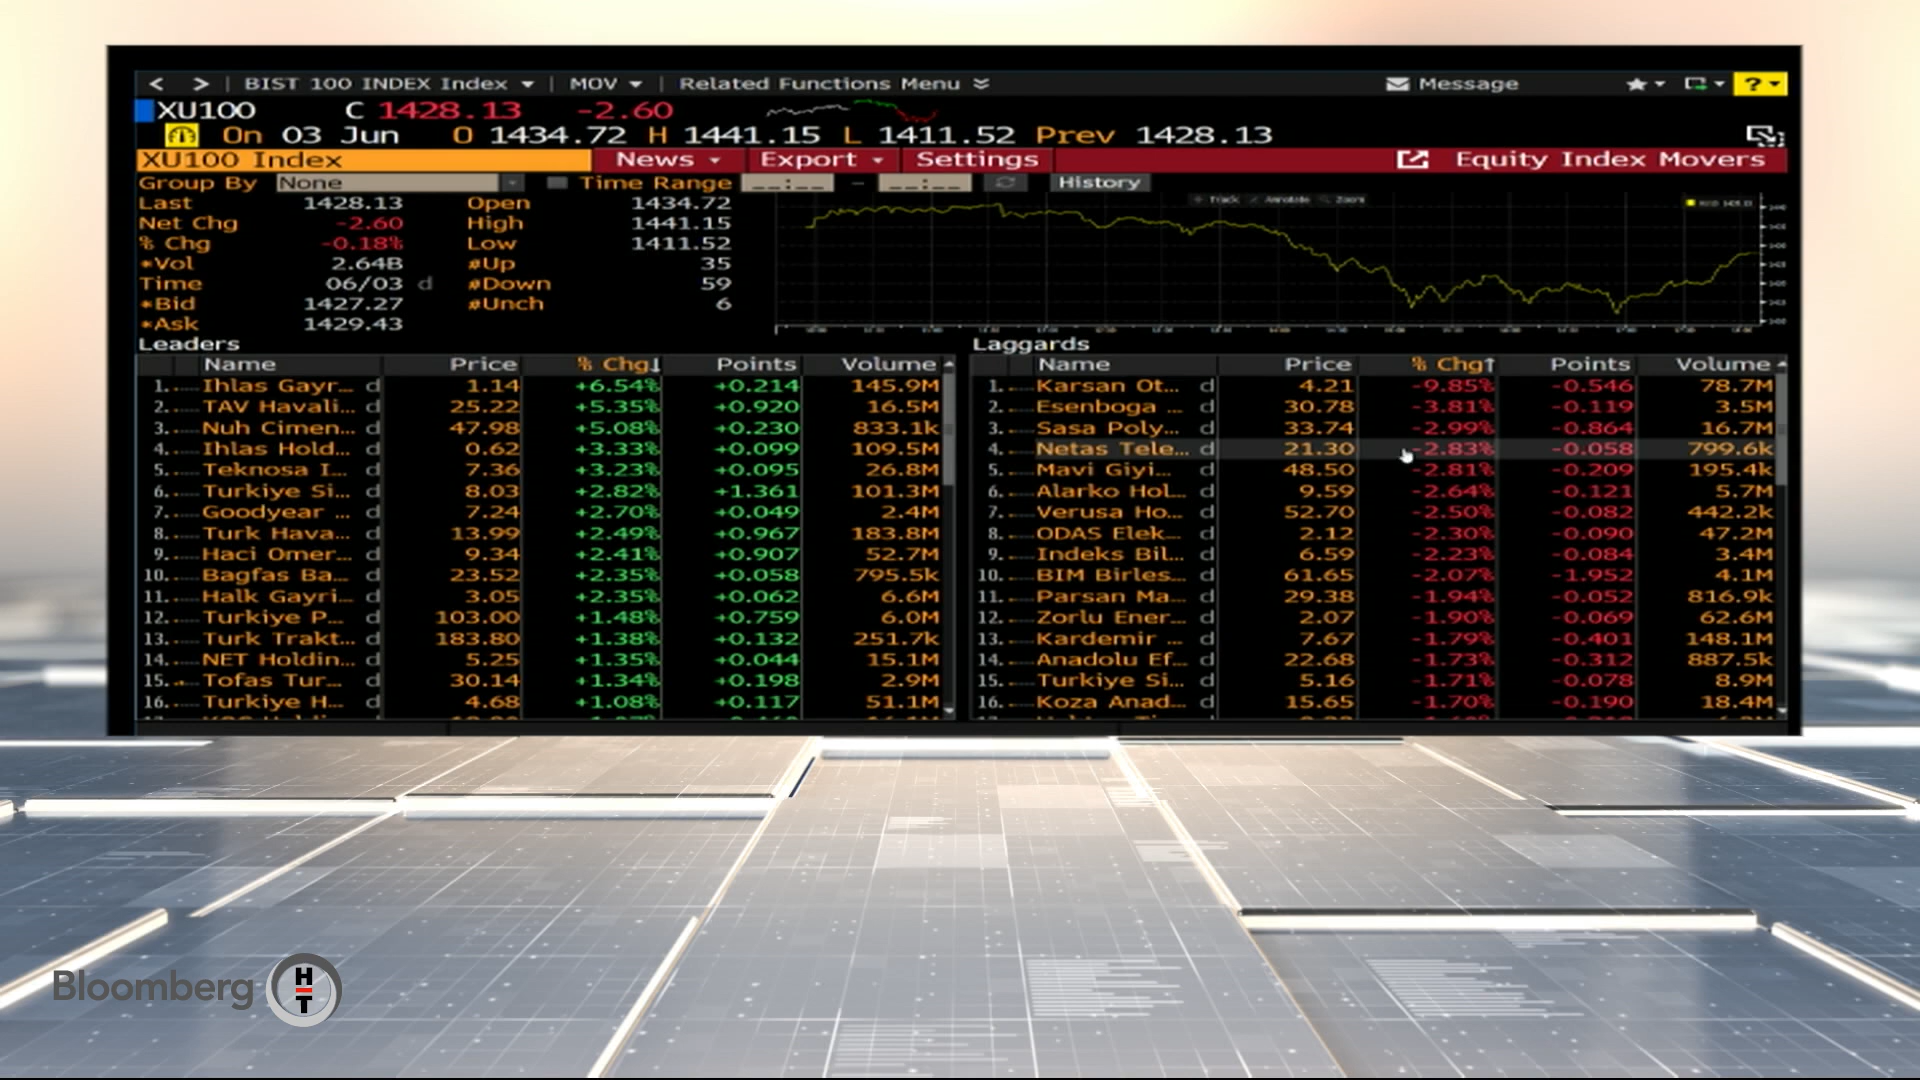 < > BIST 100 INDEX Index MOV Related Functions Menu Message ?
XU100 C 1428.13 -2.60
On 03 Jun O 1434.72 H 1441.15 L 1411.52 Prev 1428.13
XU100 Index News Export Settings Equity Index Movers
Group By None Time Range __:__ – __:__ History
Last 1428.13 Open 1434.72
Net Chg -2.60 High 1441.15
% Chg -0.18% Low 1411.52
*Vol 2.64B #Up 35
Time 06/03 d #Down 59
*Bid 1427.27 #Unch 6
*Ask 1429.43
Track Annotate Zoom
Leaders
Name Price % Chg↓ Points Volume
1. Ihlas Gayr... d 1.14 +6.54% +0.214 145.9M
2. TAV Havali... d 25.22 +5.35% +0.920 16.5M
3. Nuh Cimen... d 47.98 +5.08% +0.230 833.1k
4. Ihlas Hold... d 0.62 +3.33% +0.099 109.5M
5. Teknosa I... d 7.36 +3.23% +0.095 26.8M
6. Turkiye Si... d 8.03 +2.82% +1.361 101.3M
7. Goodyear ... d 7.24 +2.70% +0.049 2.4M
8. Turk Hava... d 13.99 +2.49% +0.967 183.8M
9. Haci Omer... d 9.34 +2.41% +0.907 52.7M
10. Bagfas Ba... d 23.52 +2.35% +0.058 795.5k
11. Halk Gayri... d 3.05 +2.35% +0.062 6.6M
12. Turkiye P... d 103.00 +1.48% +0.759 6.0M
13. Turk Trakt... d 183.80 +1.38% +0.132 251.7k
14. NET Holdin... d 5.25 +1.35% +0.044 15.1M
15. Tofas Tur... d 30.14 +1.34% +0.198 2.9M
16. Turkiye H... d 4.68 +1.08% +0.117 51.1M
Laggards
Name Price % Chg↑ Points Volume
1. Karsan Ot... d 4.21 -9.85% -0.546 78.7M
2. Esenboga ... d 30.78 -3.81% -0.119 3.5M
3. Sasa Poly... d 33.74 -2.99% -0.864 16.7M
4. Netas Tele... d 21.30 -2.83% -0.058 799.6k
5. Mavi Giyi... d 48.50 -2.81% -0.209 195.4k
6. Alarko Hol... d 9.59 -2.64% -0.121 5.7M
7. Verusa Ho... d 52.70 -2.50% -0.082 442.2k
8. ODAS Elek... d 2.12 -2.30% -0.090 47.2M
9. Indeks Bil... d 6.59 -2.23% -0.084 3.4M
10. BIM Birles... d 61.65 -2.07% -1.952 4.1M
11. Parsan Ma... d 29.38 -1.94% -0.052 816.9k
12. Zorlu Ener... d 2.07 -1.90% -0.069 62.6M
13. Kardemir ... d 7.67 -1.79% -0.401 148.1M
14. Anadolu Ef... d 22.68 -1.73% -0.312 887.5k
15. Turkiye Si... d 5.16 -1.71% -0.078 8.9M
16. Koza Anad... d 15.65 -1.70% -0.190 18.4M
Bloomberg HT